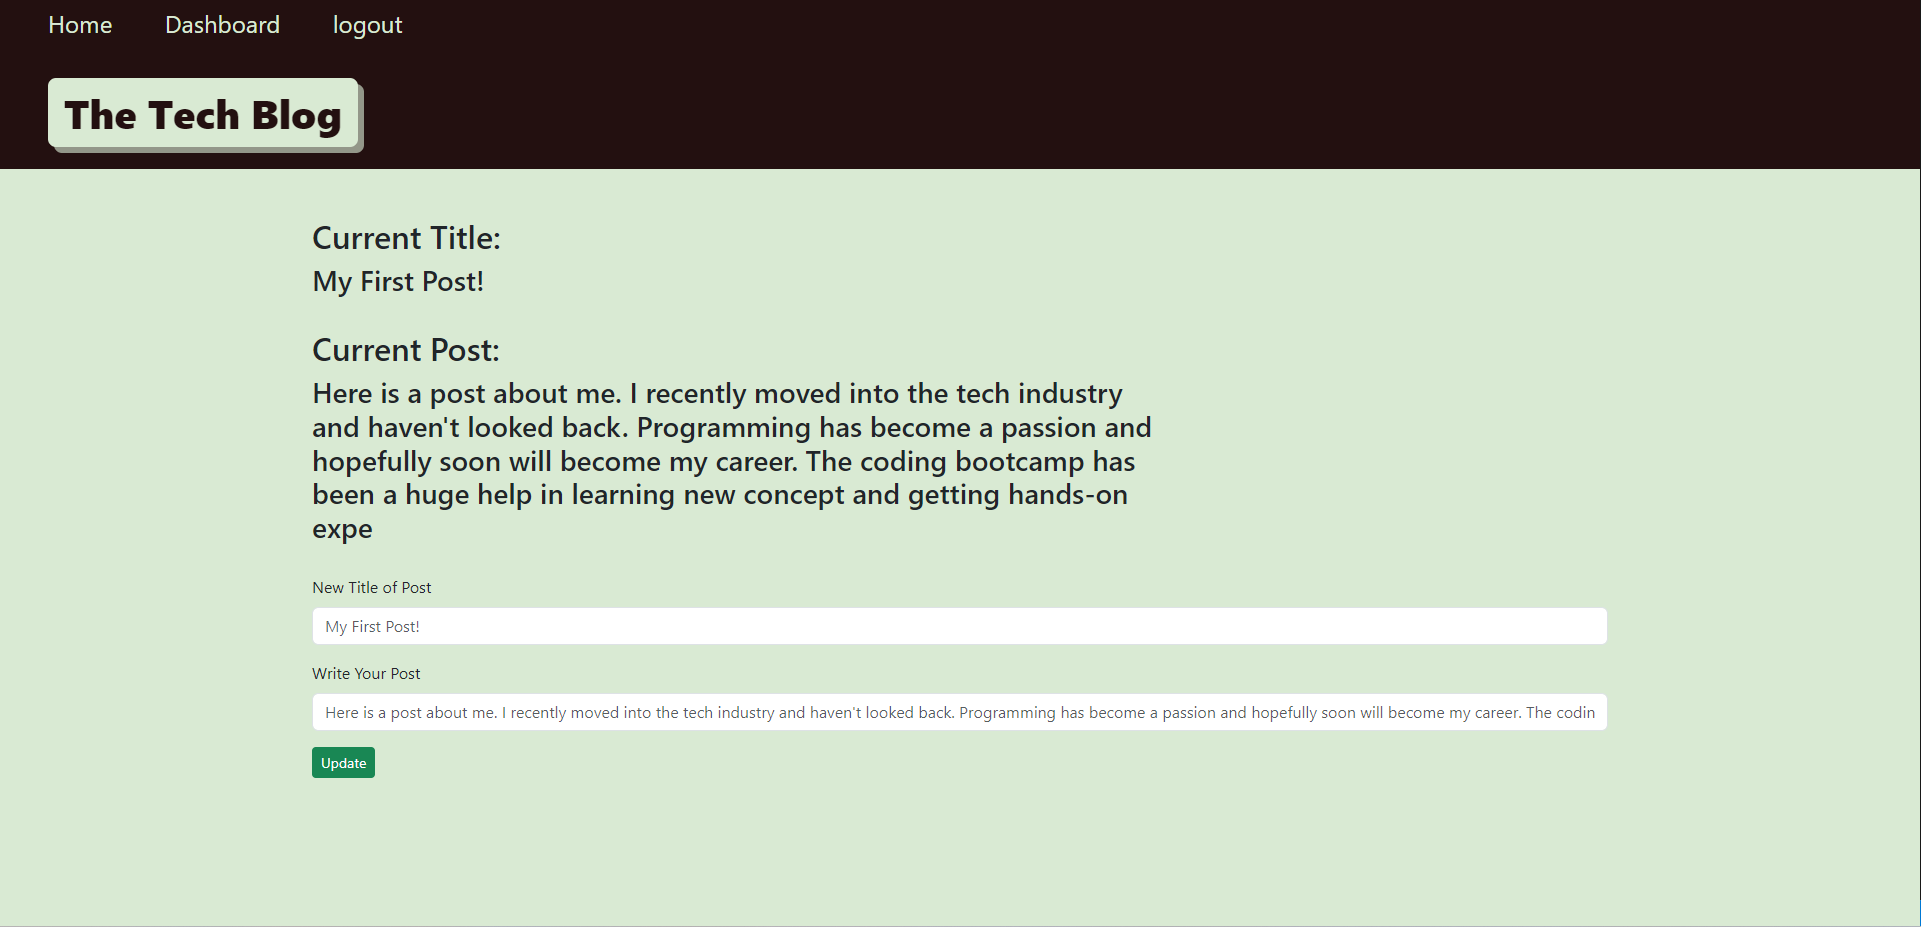 Home Dashboard logout
The Tech Blog
Current Title:
My First Post!
Current Post:
Here is a post about me. I recently moved into the tech industry
and haven't looked back. Programming has become a passion and
hopefully soon will become my career. The coding bootcamp has
been a huge help in learning new concept and getting hands-on
expe
New Title of Post
My First Post!
Write Your Post
Here is a post about me. I recently moved into the tech industry and haven't looked back. Programming has become a passion and hopefully soon will become my career. The codin
Update